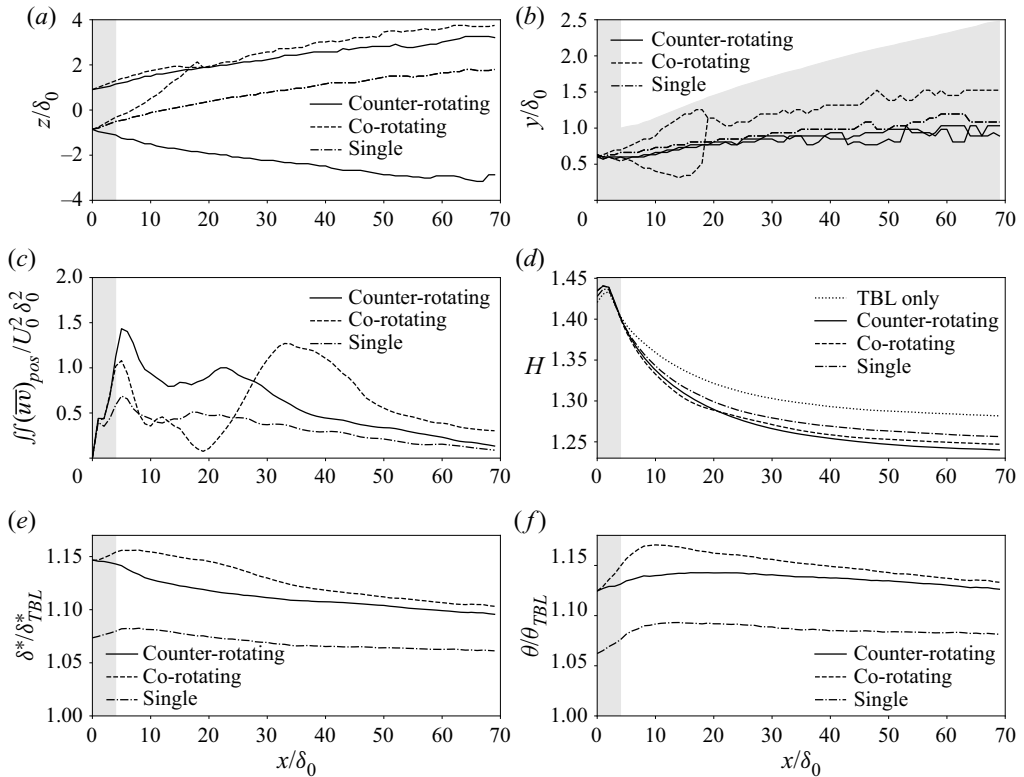 (a)
4
2
0
–2
–4
z/δ0
0 10 20 30 40 50 60 70
Counter-rotating
Co-rotating
Single
(b)
2.5
2.0
1.5
1.0
0.5
y/δ0
0 10 20 30 40 50 60 70
Counter-rotating
Co-rotating
Single
(c)
2.0
1.5
1.0
0.5
0
∬(uv)pos/U0² δ0²
0 10 20 30 40 50 60 70
Counter-rotating
Co-rotating
Single
(d)
1.45
1.40
1.35
1.30
1.25
H
0 10 20 30 40 50 60 70
TBL only
Counter-rotating
Co-rotating
Single
(e)
1.15
1.10
1.05
1.00
δ*/δ*TBL
0 10 20 30 40 50 60 70
x/δ0
Counter-rotating
Co-rotating
Single
(f)
1.15
1.10
1.05
1.00
θ/θTBL
0 10 20 30 40 50 60 70
x/δ0
Counter-rotating
Co-rotating
Single